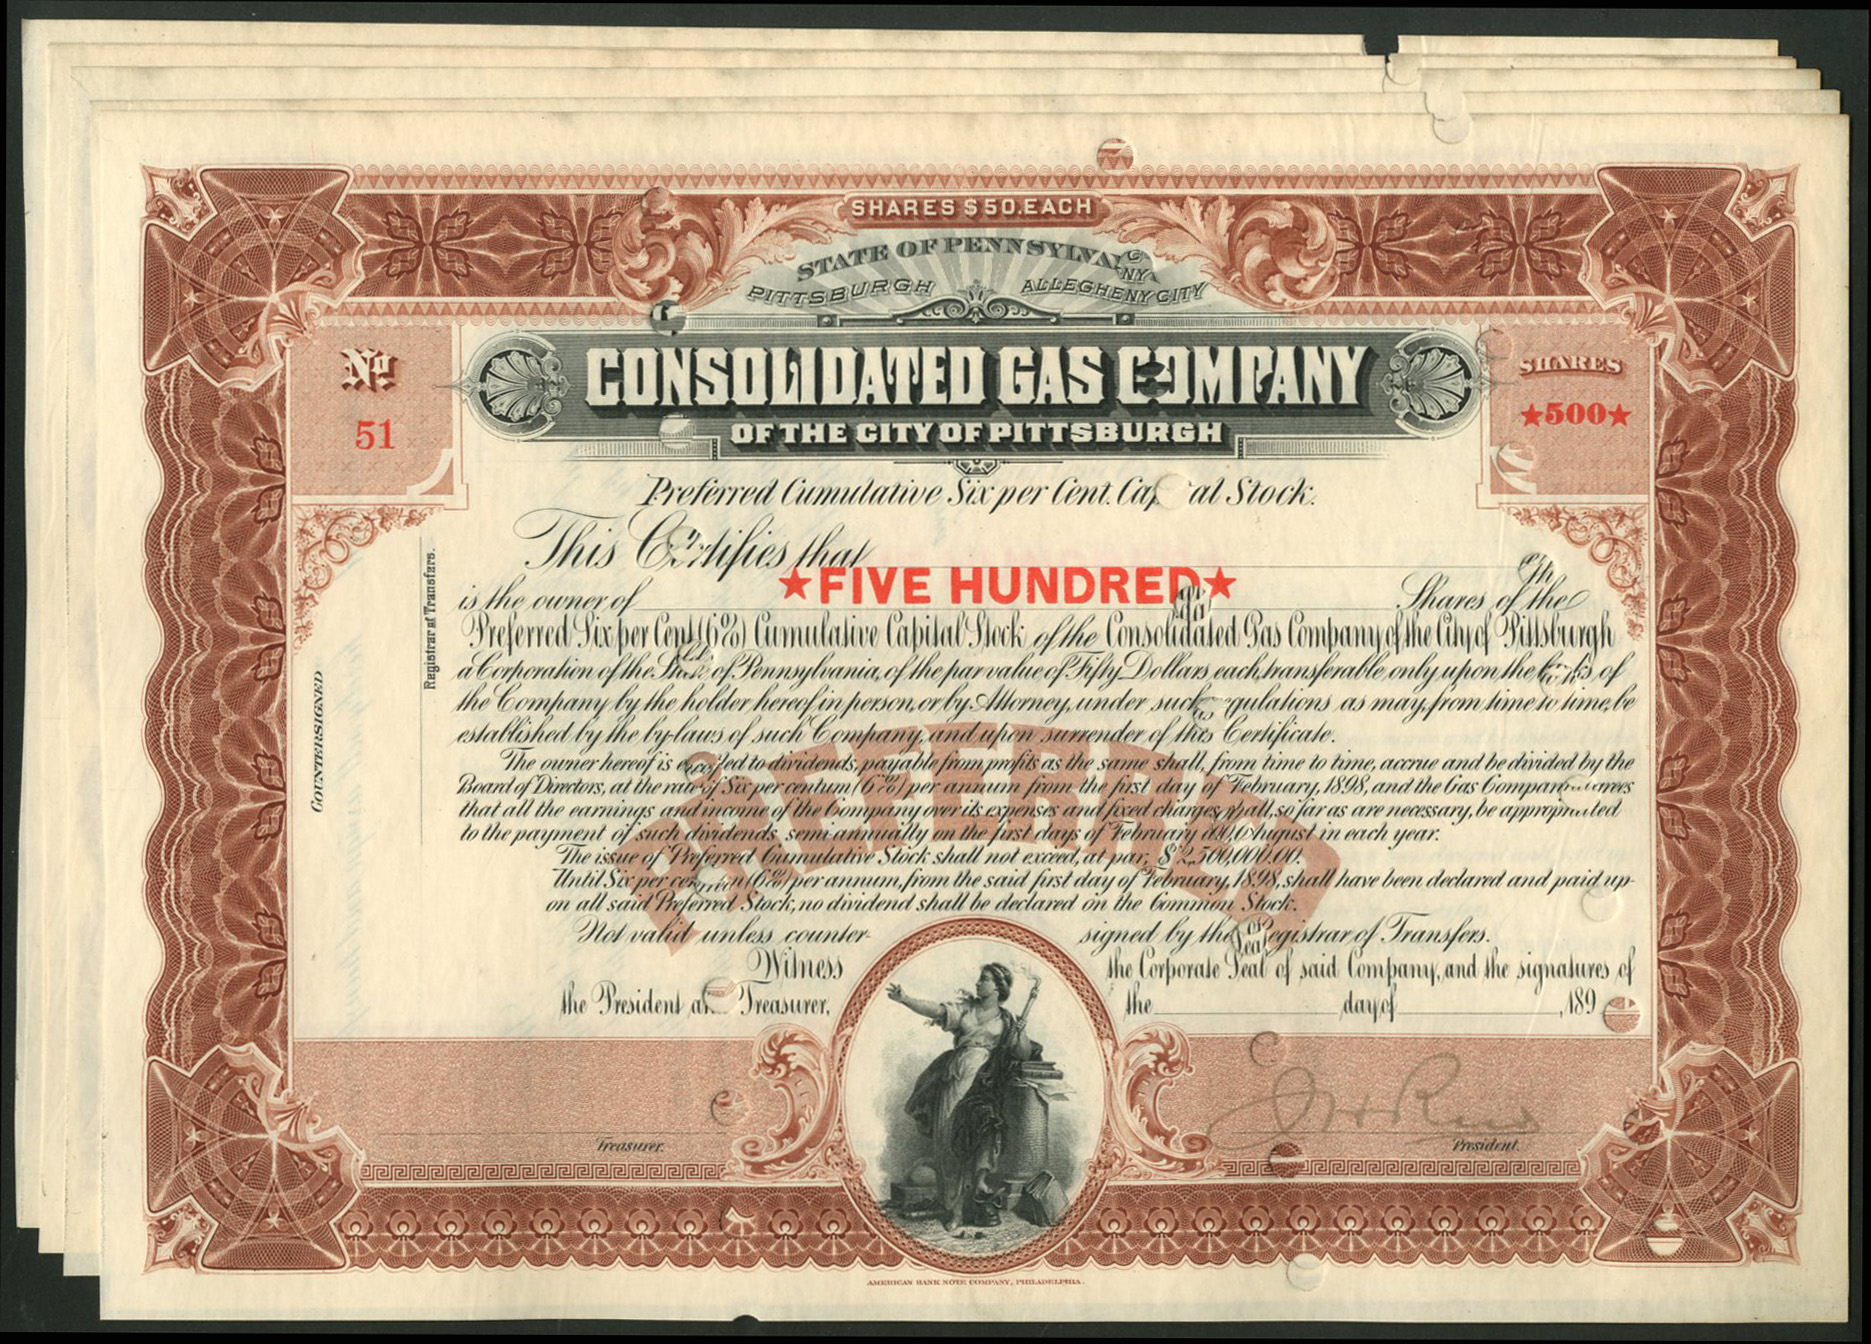 SHARES $50. EACH
STATE OF PENNSYLVA
PITTSBURGH ALLEGHENY CITY
No 51
CONSOLIDATED GAS COMPANY
OF THE CITY OF PITTSBURGH
SHARES
★500★
Preferred Cumulative Six per Cent. Cap al Stock.
This Certifies that
★FIVE HUNDRED★
is the owner of Shares of the
Preferred Six per Cent (6%) Cumulative Capital Stock of the Consolidated Gas Company of the City of Pittsburgh
a Corporation of the State of Pennsylvania, of the par value of Fifty Dollars each, transferable only upon the of
the Company by the holder hereof in person, or by Attorney, under such gulations as may, from time to time, be
established by the by-laws of such Company, and upon surrender of this Certificate.
The owner hereof is to dividends, payable from profits as the same shall, from time to time, accrue and be divided by the
Board of Directors, at the rate of Six per centum (6%) per annum from the first day of February, 1898, and the Gas Company
that all the earnings and income of the Company over its expenses and fixed charges, shall, so far as are necessary, be appropriated
to the payment of such dividends, semi-annually on the first days of February and August in each year.
The issue of Preferred Cumulative Stock shall not exceed, at par, $2,500,000.00.
Until Six per (6%) per annum, from the said first day of February, 1898, shall have been declared and paid up-
on all said Preferred Stock, no dividend shall be declared on the Common Stock.
Not valid unless counter- signed by the Registrar of Transfers.
Witness the Corporate Seal of said Company, and the signatures of
the President Treasurer, the day of ,189
PREFERRED
COUNTERSIGNED
Registrar of Transfers.
Treasurer.
President.
AMERICAN BANK NOTE COMPANY, PHILADELPHIA.